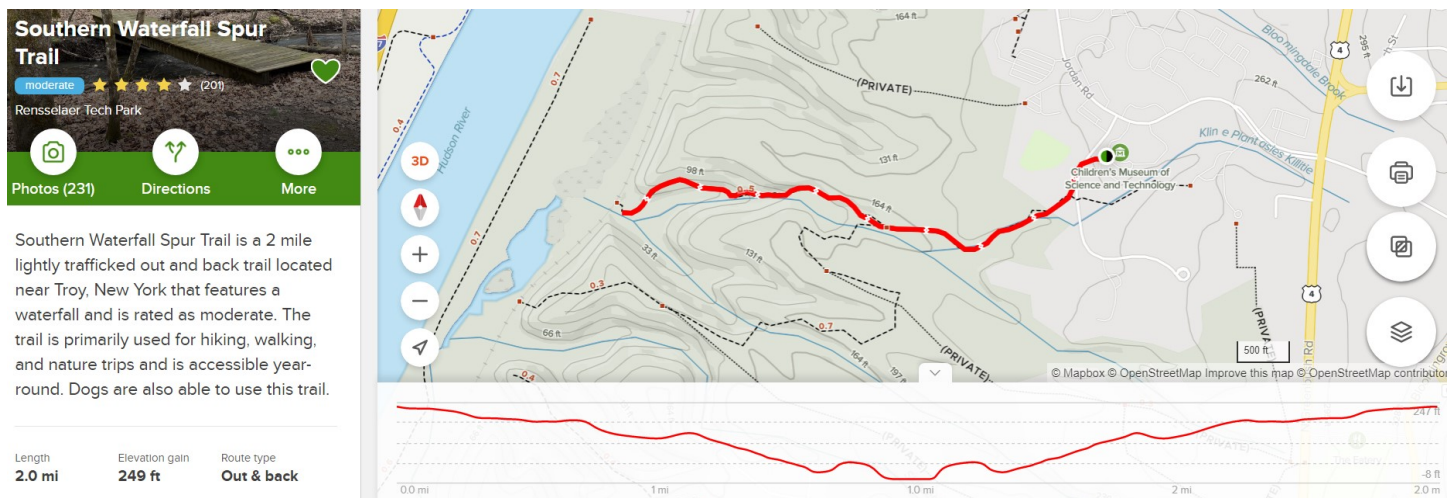 Southern Waterfall Spur
Trail
moderate
(201)
Rensselaer Tech Park
Photos (231)
Directions
More
Southern Waterfall Spur Trail is a 2 mile
lightly trafficked out and back trail located
near Troy, New York that features a
waterfall and is rated as moderate. The
trail is primarily used for hiking, walking,
and nature trips and is accessible year-
round. Dogs are also able to use this trail.
Length
Elevation gain
Route type
2.0 mi
249 ft
Out & back
164 ft
0.7
0.4
Hudson River
3D
(PRIVATE)
Jordan Rd
Bloomingdale Brook
4
295 ft
262 ft
131 ft
98 ft
Children's Museum of
Science and Technology
164 ft
0.7
33 ft
131 ft
0.3
0.7
66 ft
164 ft
197 ft
0.4
(PRIVATE)
4
500 ft
© Mapbox © OpenStreetMap Improve this map © OpenStreetMap contributor
247 ft
(PRIVATE)
-8 ft
0.0 mi
1 mi
1.0 mi
2 mi
2.0 m